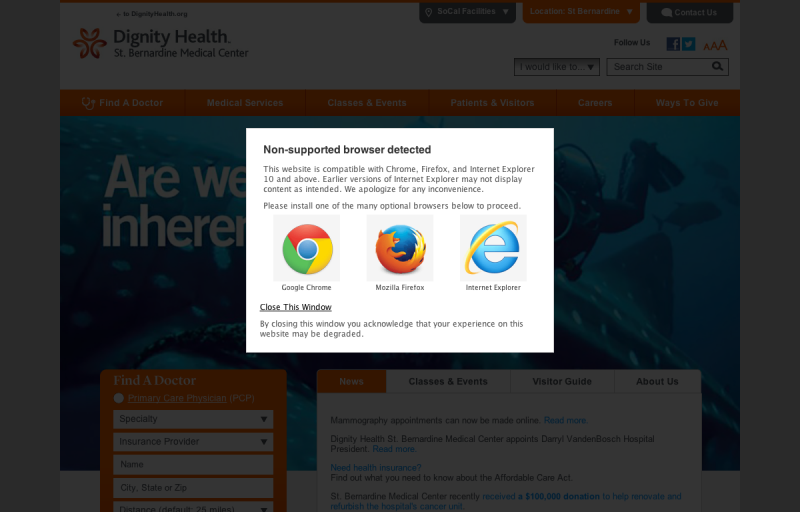 to DignityHealth.org
SoCal Facilities
Location: St Bernardine
Contact Us
Dignity Health.
St. Bernardine Medical Center
Follow Us
AAA
I would like to...
Search Site
Find A Doctor
Medical Services
Classes & Events
Patients & Visitors
Careers
Ways To Give
Are we
inheren
Non-supported browser detected
This website is compatible with Chrome, Firefox, and Internet Explorer
10 and above. Earlier versions of Internet Explorer may not display
content as intended. We apologize for any inconvenience.
Please install one of the many optional browsers below to proceed.
Google Chrome
Mozilla Firefox
Internet Explorer
Close This Window
By closing this window you acknowledge that your experience on this
website may be degraded.
Find A Doctor
Primary Care Physician (PCP)
Specialty
Insurance Provider
Name
City, State or Zip
Distance (default: 25 miles)
News
Classes & Events
Visitor Guide
About Us
Mammography appointments can now be made online. Read more.
Dignity Health St. Bernardine Medical Center appoints Darryl VandenBosch Hospital
President. Read more.
Need health insurance?
Find out what you need to know about the Affordable Care Act.
St. Bernardine Medical Center recently received a $100,000 donation to help renovate and
refurbish the hospital's cancer unit.